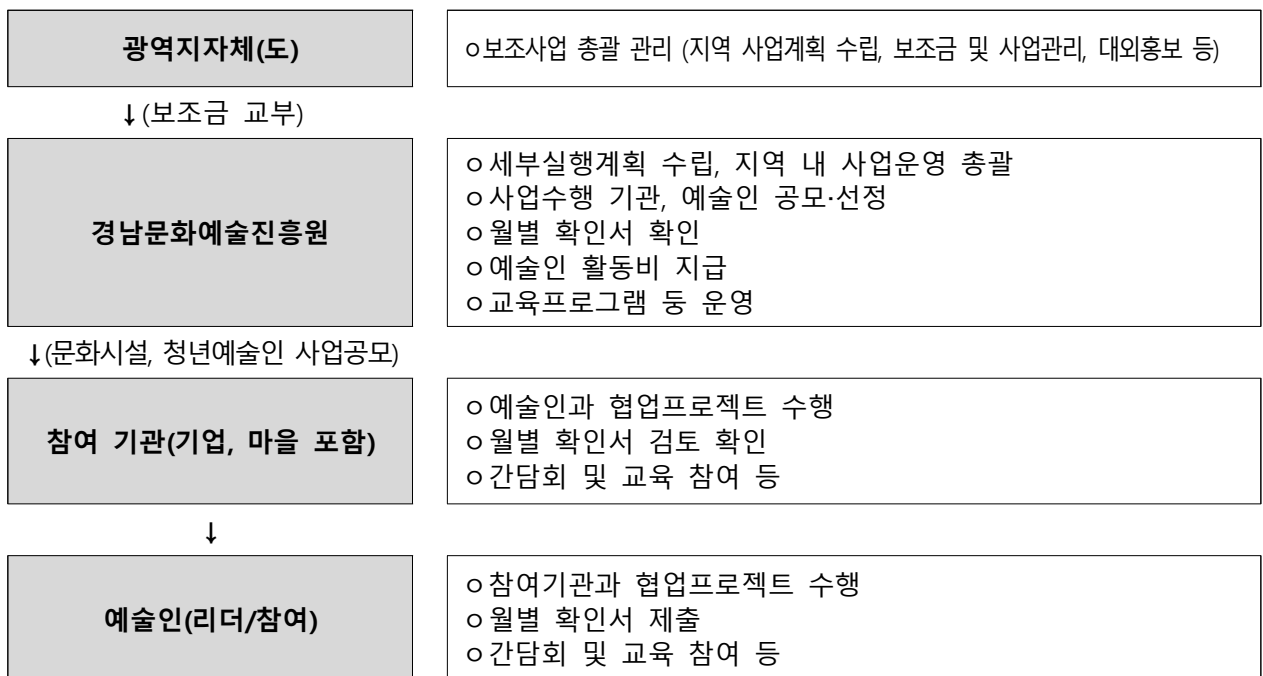 광역지자체(도)
ㅇ보조사업 총괄 관리 (지역 사업계획 수립, 보조금 및 사업관리, 대외홍보 등)
↓(보조금 교부)
경남문화예술진흥원
ㅇ세부실행계획 수립, 지역 내 사업운영 총괄
ㅇ사업수행 기관, 예술인 공모·선정
ㅇ월별 확인서 확인
ㅇ예술인 활동비 지급
ㅇ교육프로그램 둥 운영
↓(문화시설, 청년예술인 사업공모)
참여 기관(기업, 마을 포함)
ㅇ예술인과 협업프로젝트 수행
ㅇ월별 확인서 검토 확인
ㅇ간담회 및 교육 참여 등
↓
예술인(리더/참여)
ㅇ참여기관과 협업프로젝트 수행
ㅇ월별 확인서 제출
ㅇ간담회 및 교육 참여 등